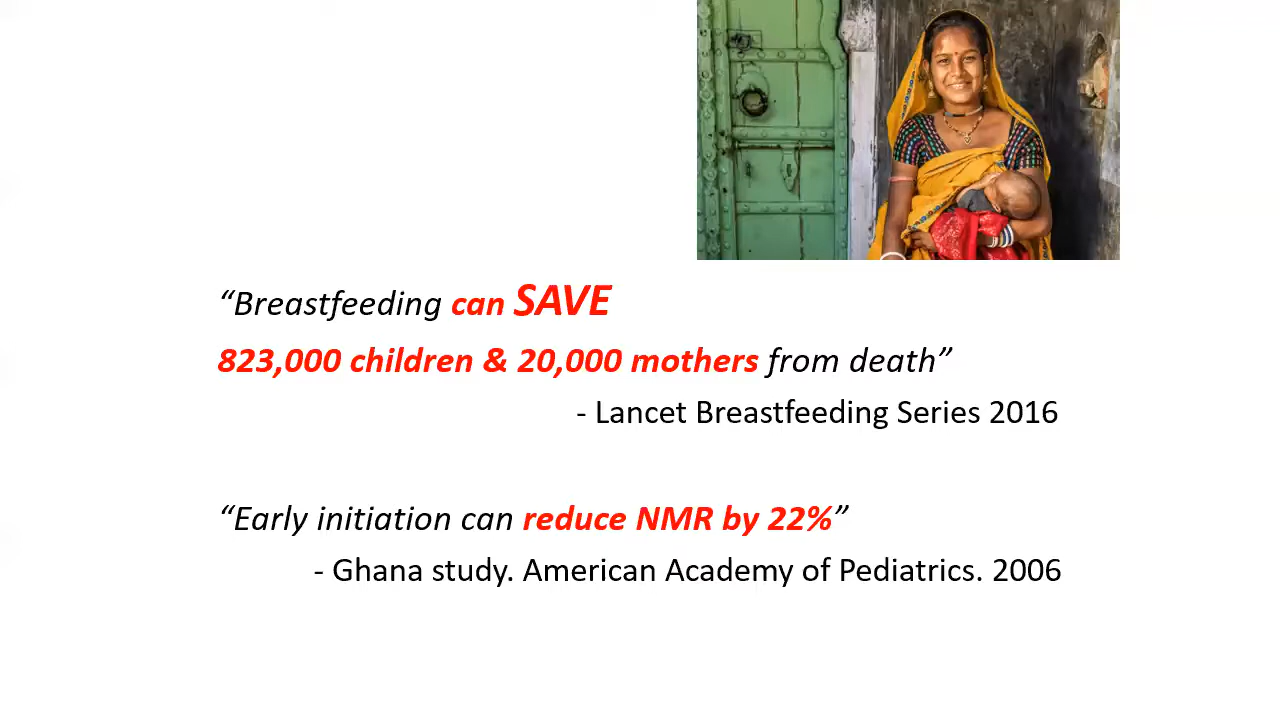 “Breastfeeding can SAVE
823,000 children & 20,000 mothers from death”
- Lancet Breastfeeding Series 2016
“Early initiation can reduce NMR by 22%”
- Ghana study. American Academy of Pediatrics. 2006